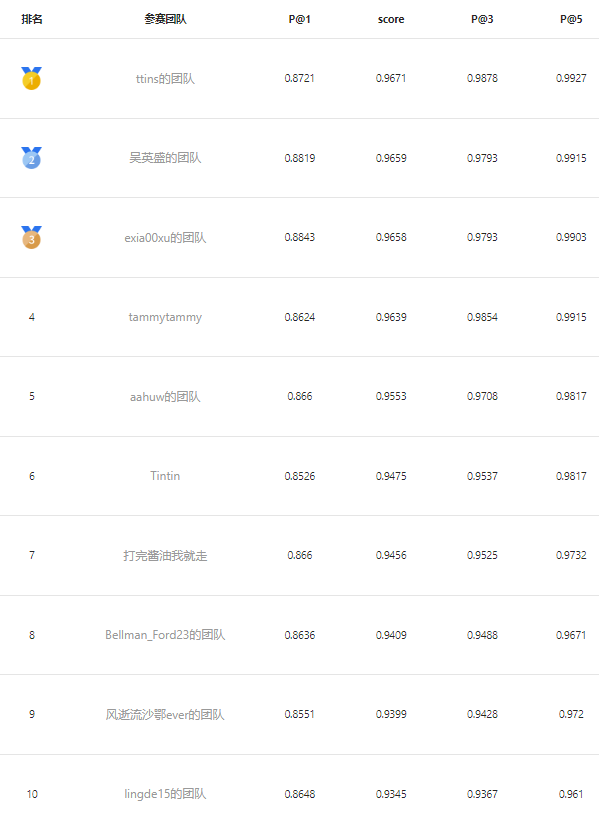 排名 参赛团队 P@1 score P@3 P@5
1 ttins的团队 0.8721 0.9671 0.9878 0.9927
2 吴英盛的团队 0.8819 0.9659 0.9793 0.9915
3 exia00xu的团队 0.8843 0.9658 0.9793 0.9903
4 tammytammy 0.8624 0.9639 0.9854 0.9915
5 aahuw的团队 0.866 0.9553 0.9708 0.9817
6 Tintin 0.8526 0.9475 0.9537 0.9817
7 打完酱油我就走 0.866 0.9456 0.9525 0.9732
8 Bellman_Ford23的团队 0.8636 0.9409 0.9488 0.9671
9 风逝流沙鄂ever的团队 0.8551 0.9399 0.9428 0.972
10 lingde15的团队 0.8648 0.9345 0.9367 0.961